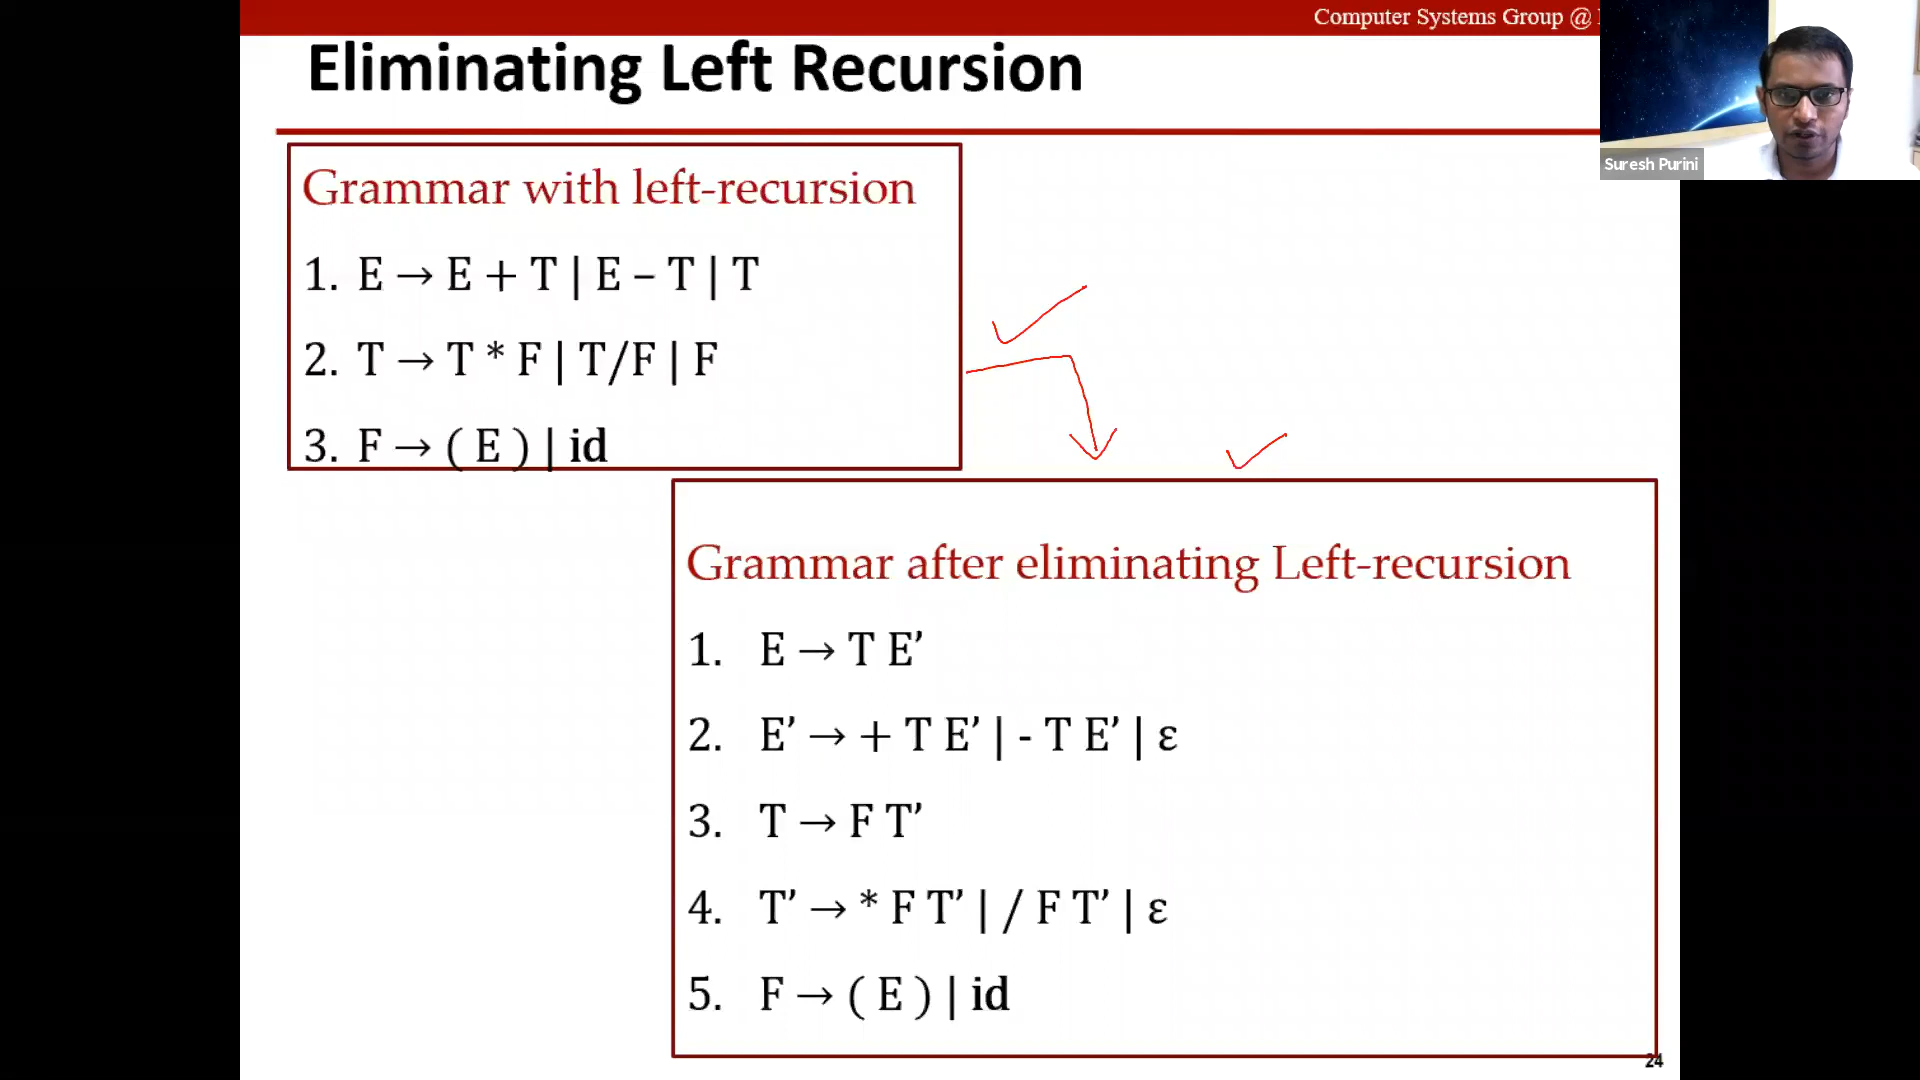 Computer Systems Group @
Eliminating Left Recursion
Suresh Purini
Grammar with left-recursion
1. E → E + T | E – T | T
2. T → T * F | T/F | F
3. F → ( E ) | id
Grammar after eliminating Left-recursion
1. E → T E’
2. E’ → + T E’ | - T E’ | ε
3. T → F T’
4. T’ → * F T’ | / F T’ | ε
5. F → ( E ) | id
24